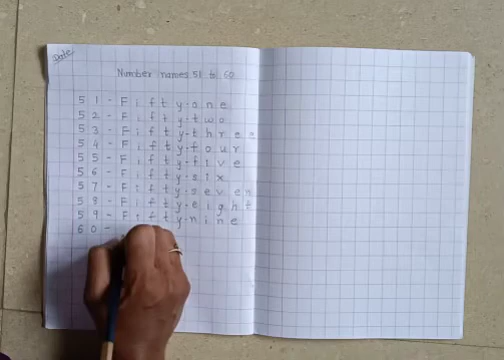 Date
Number names 51 to 60
51 - Fifty-one
52 - Fifty-two
53 - Fifty-three
54 - Fifty-four
55 - Fifty-five
56 - Fifty-six
57 - Fifty-seven
58 - Fifty-eight
59 - Fifty-nine
60 -